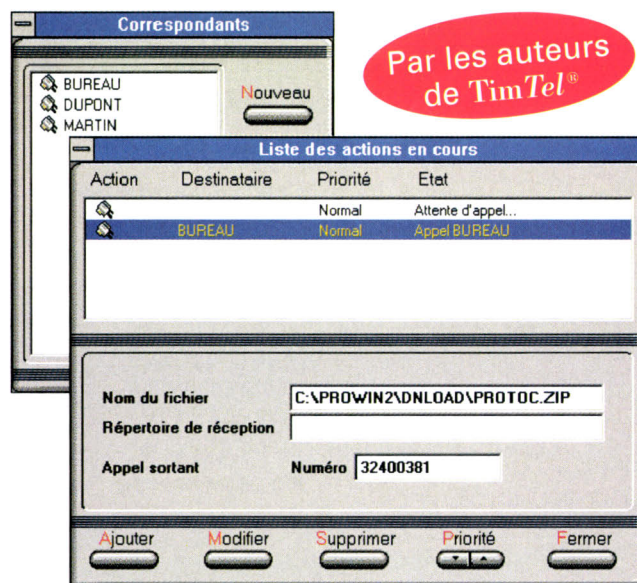 Correspondants
BUREAU
DUPONT
MARTIN
Nouveau
Par les auteurs
de TimTel®
Liste des actions en cours
Action Destinataire Priorité Etat
Normal Attente d'appel...
BUREAU Normal Appel BUREAU
Nom du fichier C:\PROWIN2\DNLOAD\PROTOC.ZIP
Répertoire de réception
Appel sortant Numéro 32400381
Ajouter Modifier Supprimer Priorité Fermer